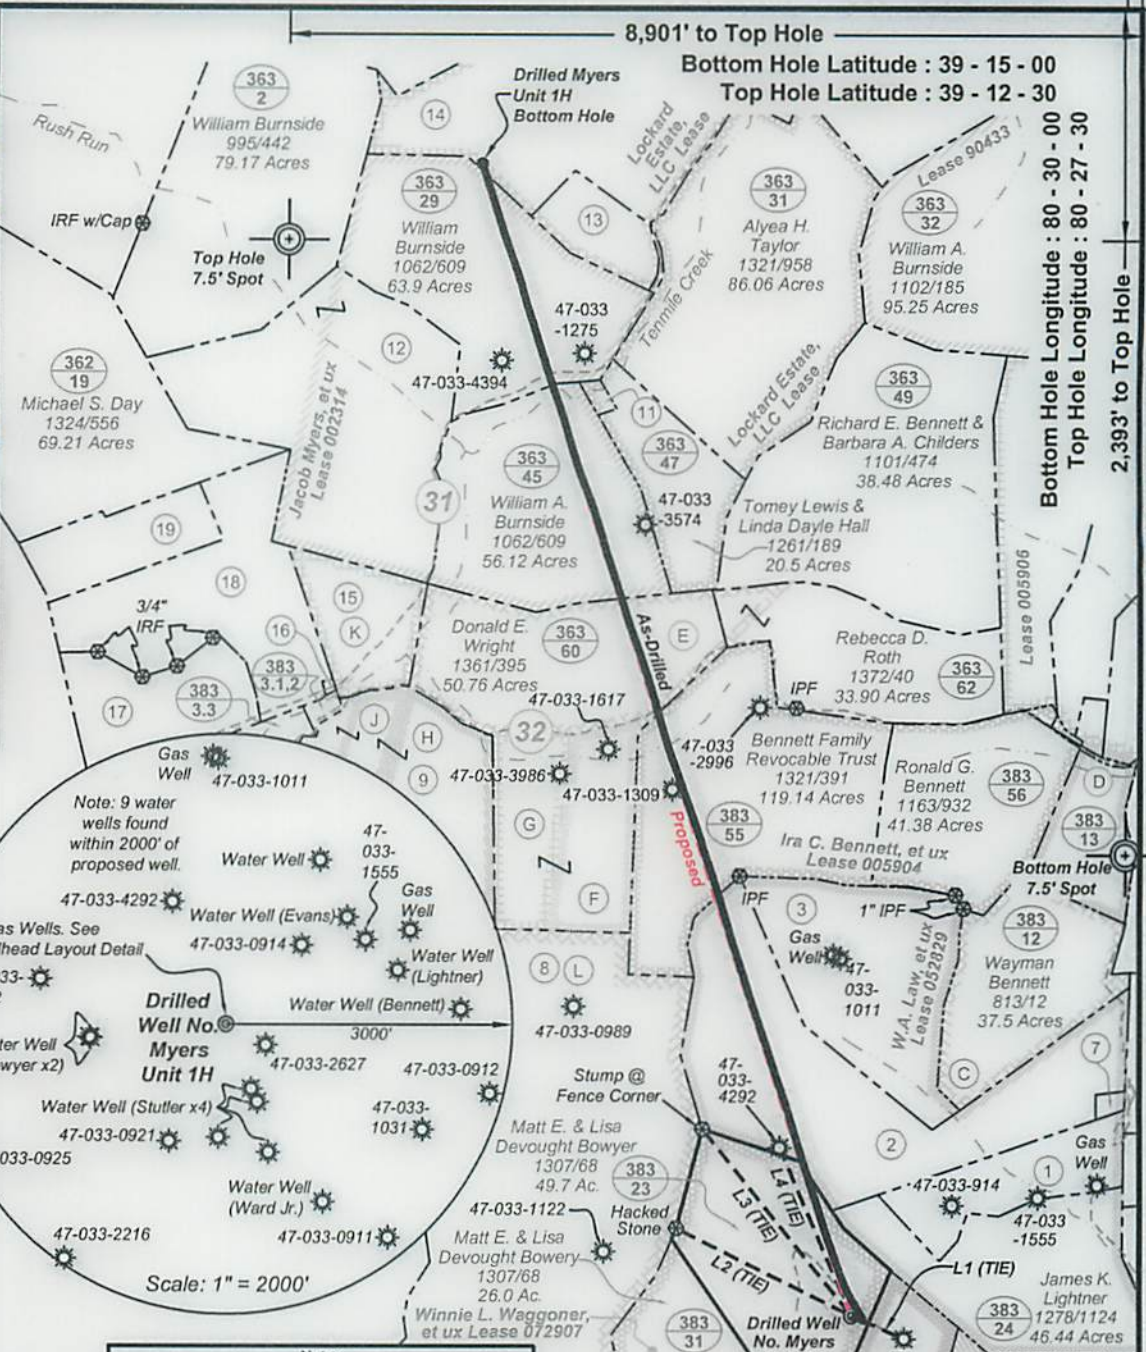 8,901' to Top Hole
Bottom Hole Latitude : 39 - 15 - 00
Top Hole Latitude : 39 - 12 - 30
Bottom Hole Longitude : 80 - 30 - 00
Top Hole Longitude : 80 - 27 - 30
2,393' to Top Hole
Drilled Myers
Unit 1H
Bottom Hole
363
2
William Burnside
995/442
79.17 Acres
Rush Run
IRF w/Cap
Top Hole
7.5' Spot
14
363
29
William
Burnside
1062/609
63.9 Acres
13
Lockard
Estate,
LLC Lease
363
31
Alyea H.
Taylor
1321/958
86.06 Acres
Lease 90433
363
32
William A.
Burnside
1102/185
95.25 Acres
Tenmile Creek
47-033
-1275
47-033-4394
12
11
362
19
Michael S. Day
1324/556
69.21 Acres
Jacob Myers, et ux
Lease 002314
Lockard Estate,
LLC Lease
363
49
Richard E. Bennett &
Barbara A. Childers
1101/474
38.48 Acres
363
47
363
45
William A.
Burnside
1062/609
56.12 Acres
31
47-033
-3574
Tomey Lewis &
Linda Dayle Hall
1261/189
20.5 Acres
19
18
15
K
16
3/4"
IRF
383
3.1,2
383
3.3
17
Donald E.
Wright
1361/395
50.76 Acres
363
60
As-Drilled
E
Rebecca D.
Roth
1372/40
33.90 Acres
363
62
Lease 005906
IPF
47-033-1617
32
J
H
9
47-033-3986
47-033-1309
47-033
-2996
Bennett Family
Revocable Trust
1321/391
119.14 Acres
Ronald G.
Bennett
1163/932
41.38 Acres
383
56
D
383
13
383
55
Proposed
Ira C. Bennett, et ux
Lease 005904
Bottom Hole
7.5' Spot
G
F
IPF
3
1" IPF
383
12
Wayman
Bennett
813/12
37.5 Acres
Gas
Well
47-
033-
1011
W.A. Law, et ux
Lease 052829
8
L
47-033-0989
C
7
Gas
Well
47-033-1011
Note: 9 water
wells found
within 2000' of
proposed well.
Water Well
47-
033-
1555
47-033-4292
Water Well (Evans)
Gas
Well
47-033-0914
as Wells. See
lhead Layout Detail
Water Well
(Lightner)
33-
Drilled
Well No.
Myers
Unit 1H
Water Well (Bennett)
3000'
ter Well
wyer x2)
47-033-2627
47-033-0912
Water Well (Stutler x4)
47-033-0921
47-033-
1031
033-0925
Water Well
(Ward Jr.)
47-033-2216
47-033-0911
Scale: 1" = 2000'
Stump @
Fence Corner
47-
033-
4292
Matt E. & Lisa
Devought Bowyer
1307/68
49.7 Ac.
383
23
L4 (TIE)
L3 (TIE)
L2 (TIE)
Hacked
Stone
47-033-1122
Matt E. & Lisa
Devought Bowery
1307/68
26.0 Ac.
Winnie L. Waggoner,
et ux Lease 072907
383
31
Drilled Well
No. Myers
2
1
47-033-914
Gas
Well
47-033
-1555
L1 (TIE)
James K.
Lightner
1278/1124
46.44 Acres
383
24